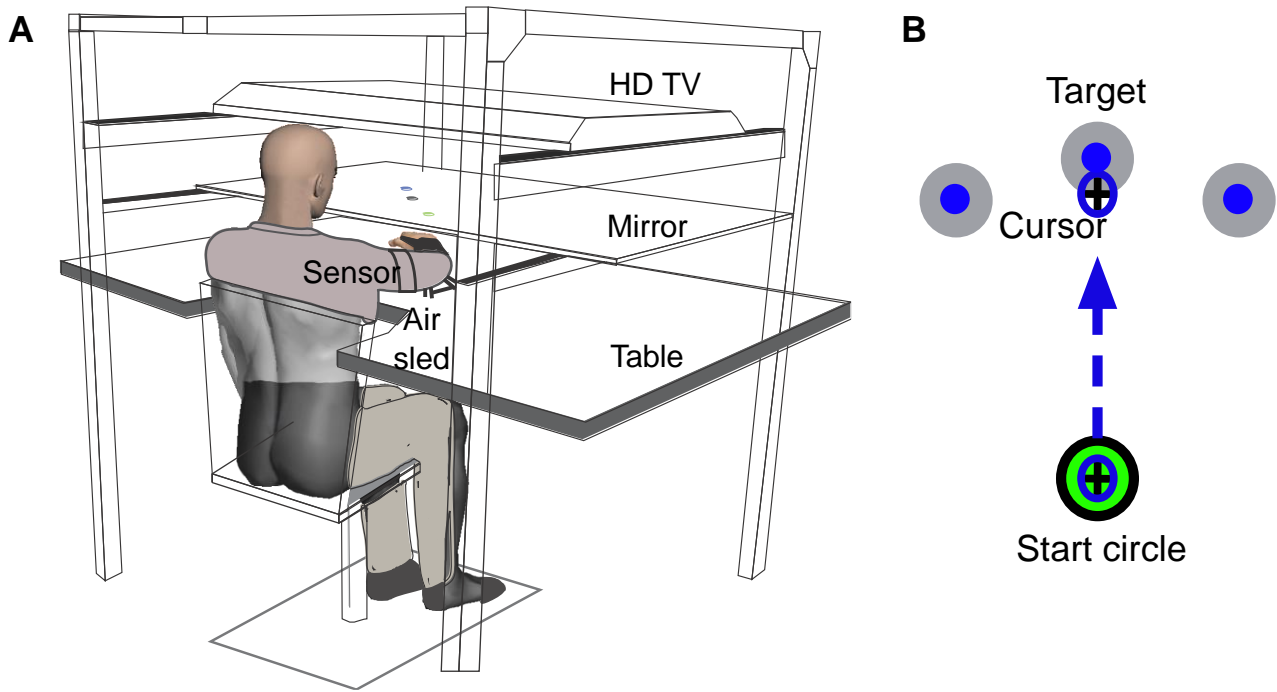 A
HD TV
Mirror
Sensor
Air
sled
Table
B
Target
Cursor
Start circle